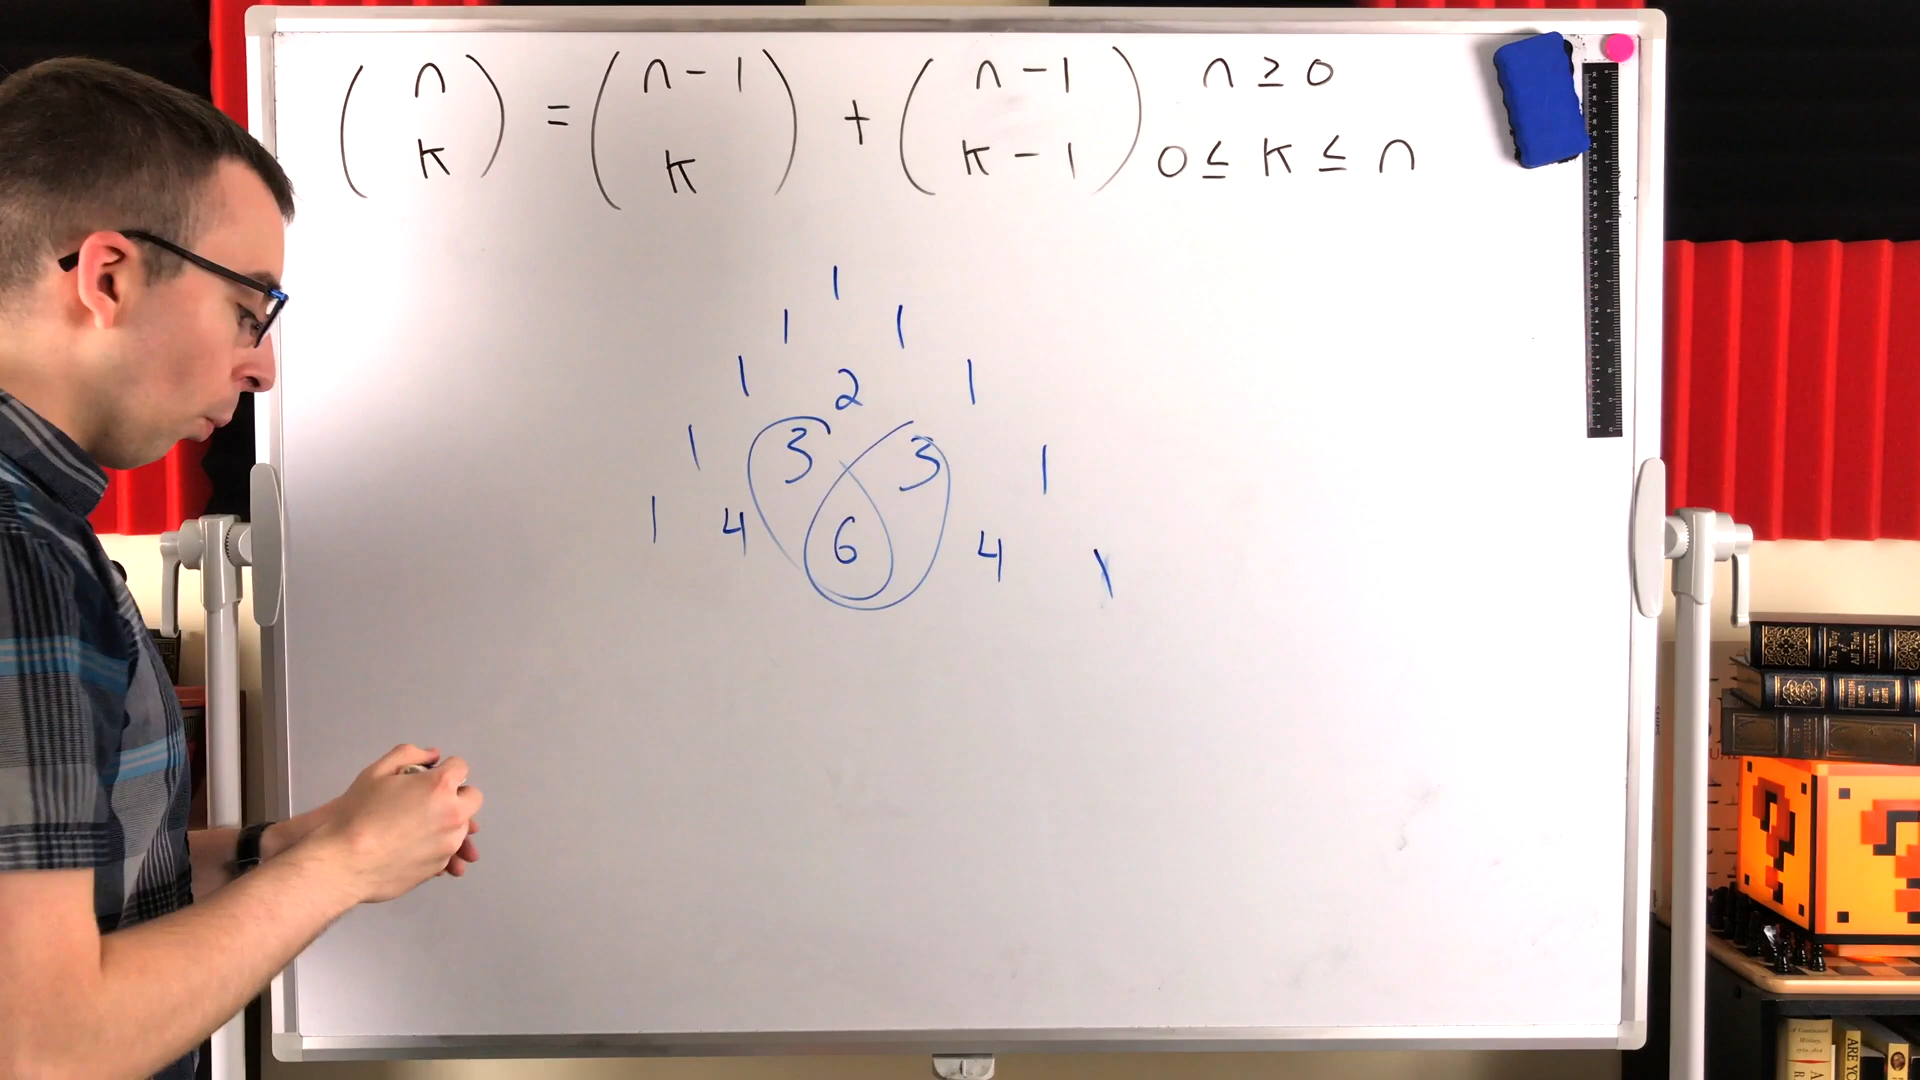 (n k) = (n-1 k) + (n-1 k-1) n ≥ 0
0 ≤ k ≤ n
1
1 1
1 2 1
1 3 3 1
1 4 6 4 1